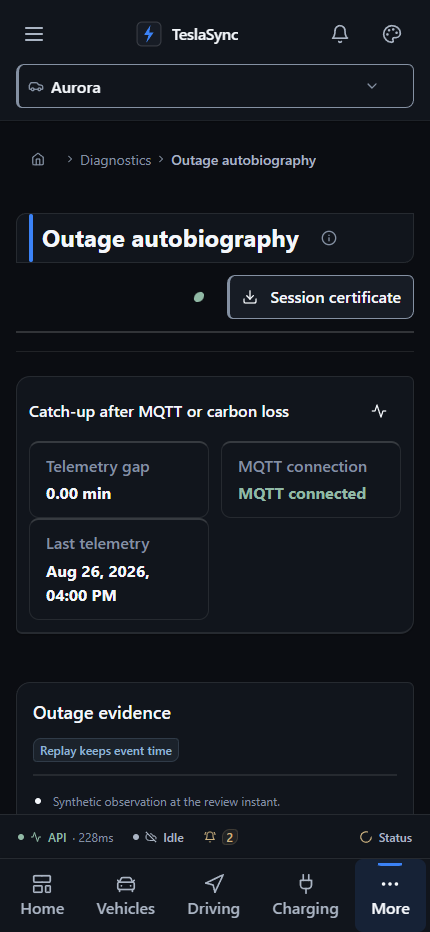 TeslaSync
Aurora
Diagnostics
Outage autobiography
Outage autobiography
Session certificate
Catch-up after MQTT or carbon loss
Telemetry gap
0.00 min
MQTT connection
MQTT connected
Last telemetry
Aug 26, 2026,
04:00 PM
Outage evidence
Replay keeps event time
Synthetic observation at the review instant.
API · 228ms
Idle
2
Status
Home
Vehicles
Driving
Charging
More